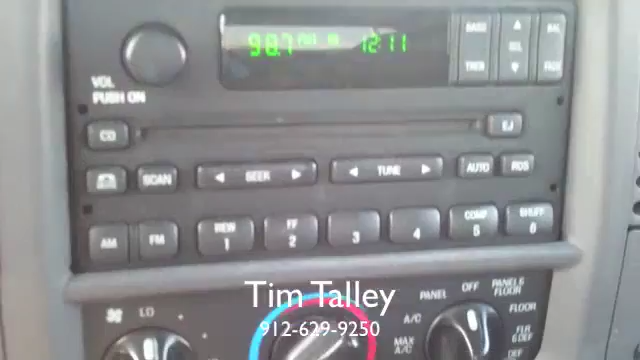 98.7 12:11
BASS BAL
SEL
TREB FADE
VOL
PUSH ON
CD EJ
SCAN SEEK TUNE AUTO RDS
AM FM REW 1 FF 2 3 4 COMP 5 SHUFF 6
Tim Talley
912-629-9250
LO PANEL OFF PANEL& FLOOR
A/C FLOOR
MAX A/C FLR & DEF
DEF